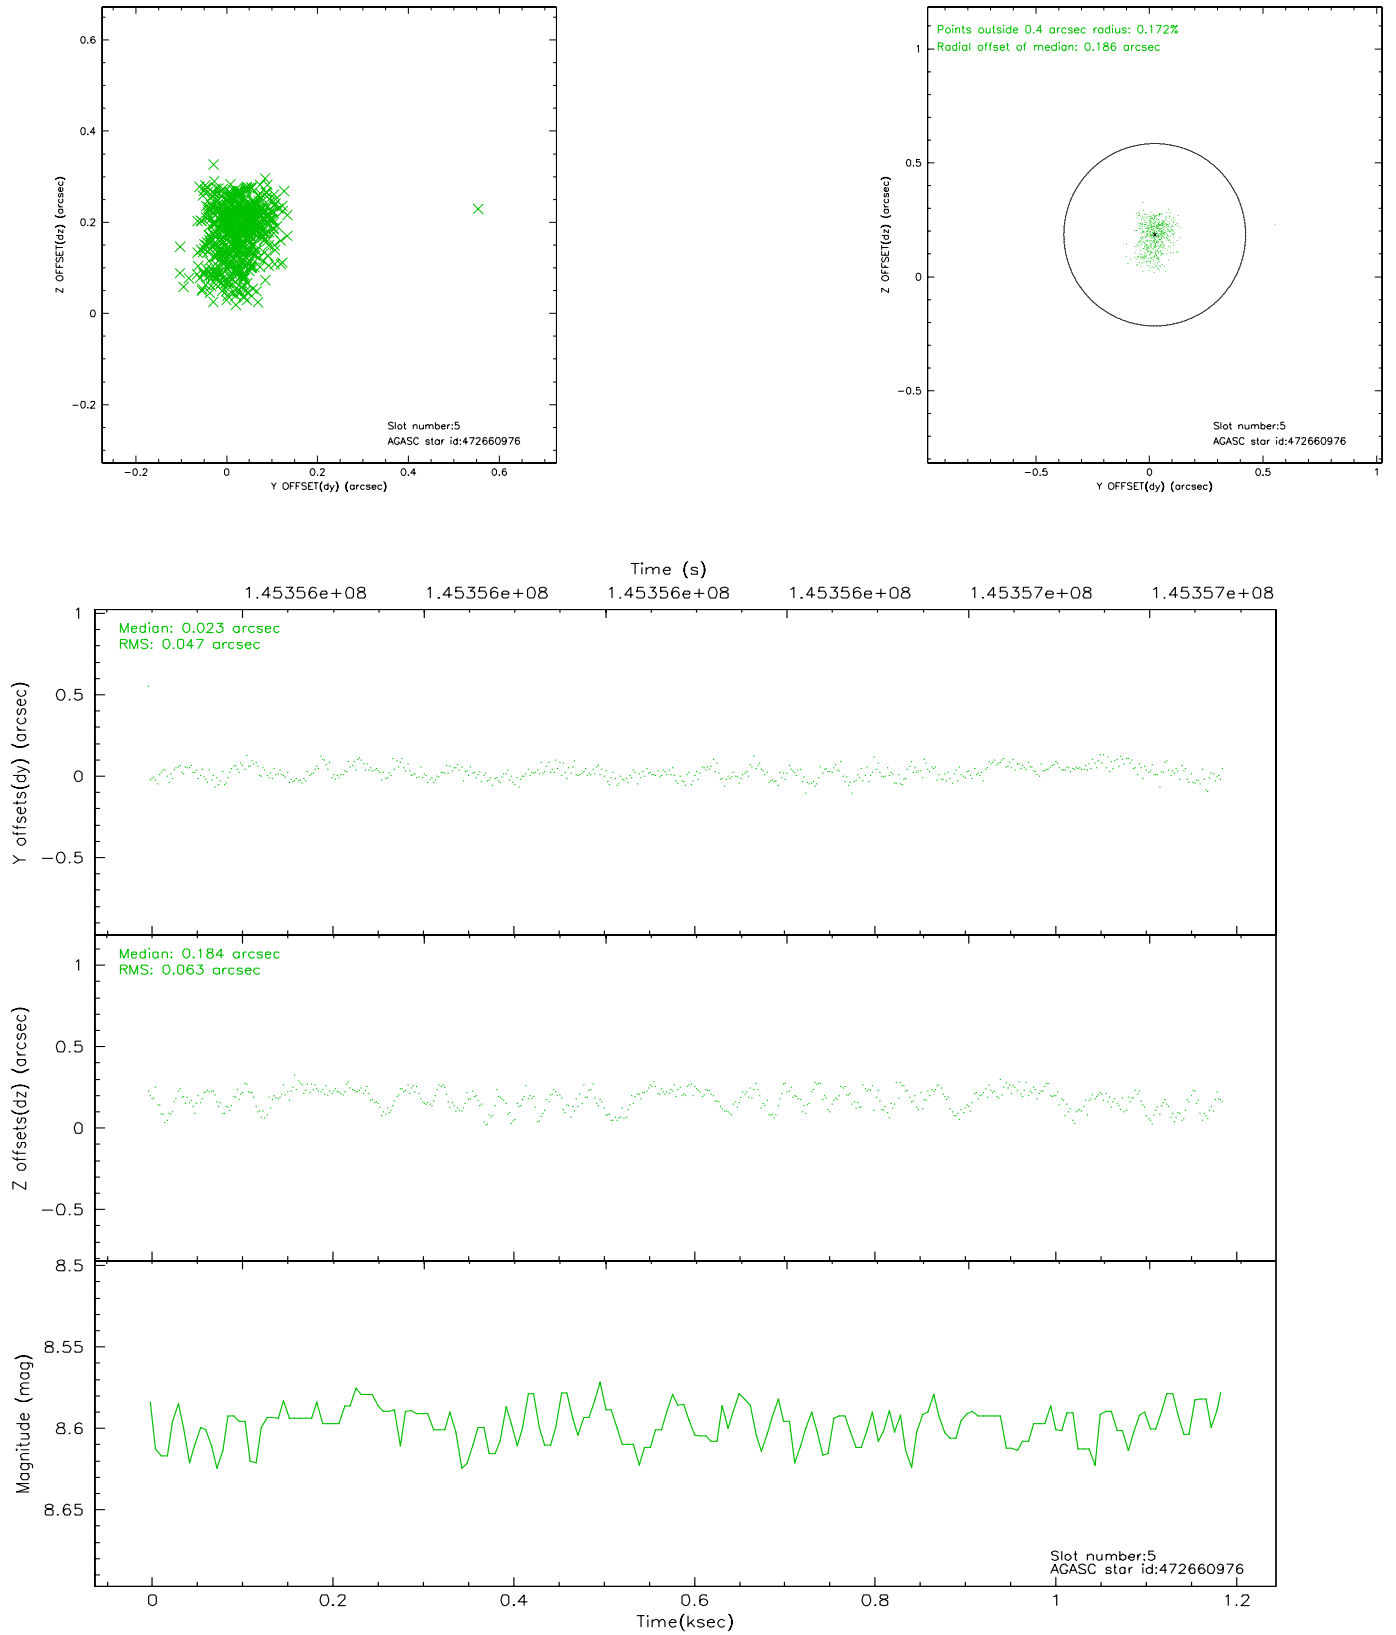 0.6
0.4
0.2
0
−0.2
Z OFFSET(dz) (arcsec)
Slot number:5
AGASC star id:472660976
−0.2 0 0.2 0.4 0.6
Y OFFSET(dy) (arcsec)
Points outside 0.4 arcsec radius: 0.172%
Radial offset of median: 0.186 arcsec
1
0.5
0
−0.5
Z OFFSET(dz) (arcsec)
Slot number:5
AGASC star id:472660976
−0.5 0 0.5 1
Y OFFSET(dy) (arcsec)
Time (s)
1.45356e+08 1.45356e+08 1.45356e+08 1.45356e+08 1.45357e+08 1.45357e+08
Median: 0.023 arcsec
RMS: 0.047 arcsec
1
0.5
0
−0.5
Y offsets(dy) (arcsec)
Median: 0.184 arcsec
RMS: 0.063 arcsec
1
0.5
0
−0.5
Z offsets(dz) (arcsec)
8.5
8.55
8.6
8.65
Magnitude (mag)
Slot number:5
AGASC star id:472660976
0 0.2 0.4 0.6 0.8 1 1.2
Time(ksec)